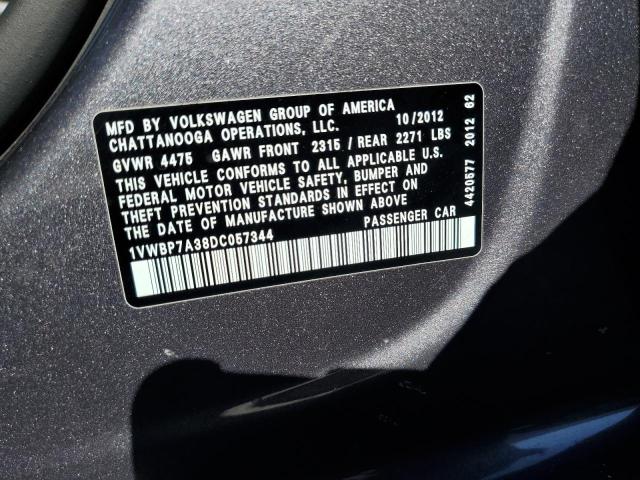 MFD BY VOLKSWAGEN GROUP OF AMERICA
CHATTANOOGA OPERATIONS, LLC. 10/2012
GVWR 4475 GAWR FRONT 2315 / REAR 2271 LBS
THIS VEHICLE CONFORMS TO ALL APPLICABLE U.S.
FEDERAL MOTOR VEHICLE SAFETY, BUMPER AND
THEFT PREVENTION STANDARDS IN EFFECT ON
THE DATE OF MANUFACTURE SHOWN ABOVE
1VWBP7A38DC057344 PASSENGER CAR
4420577 2012 62